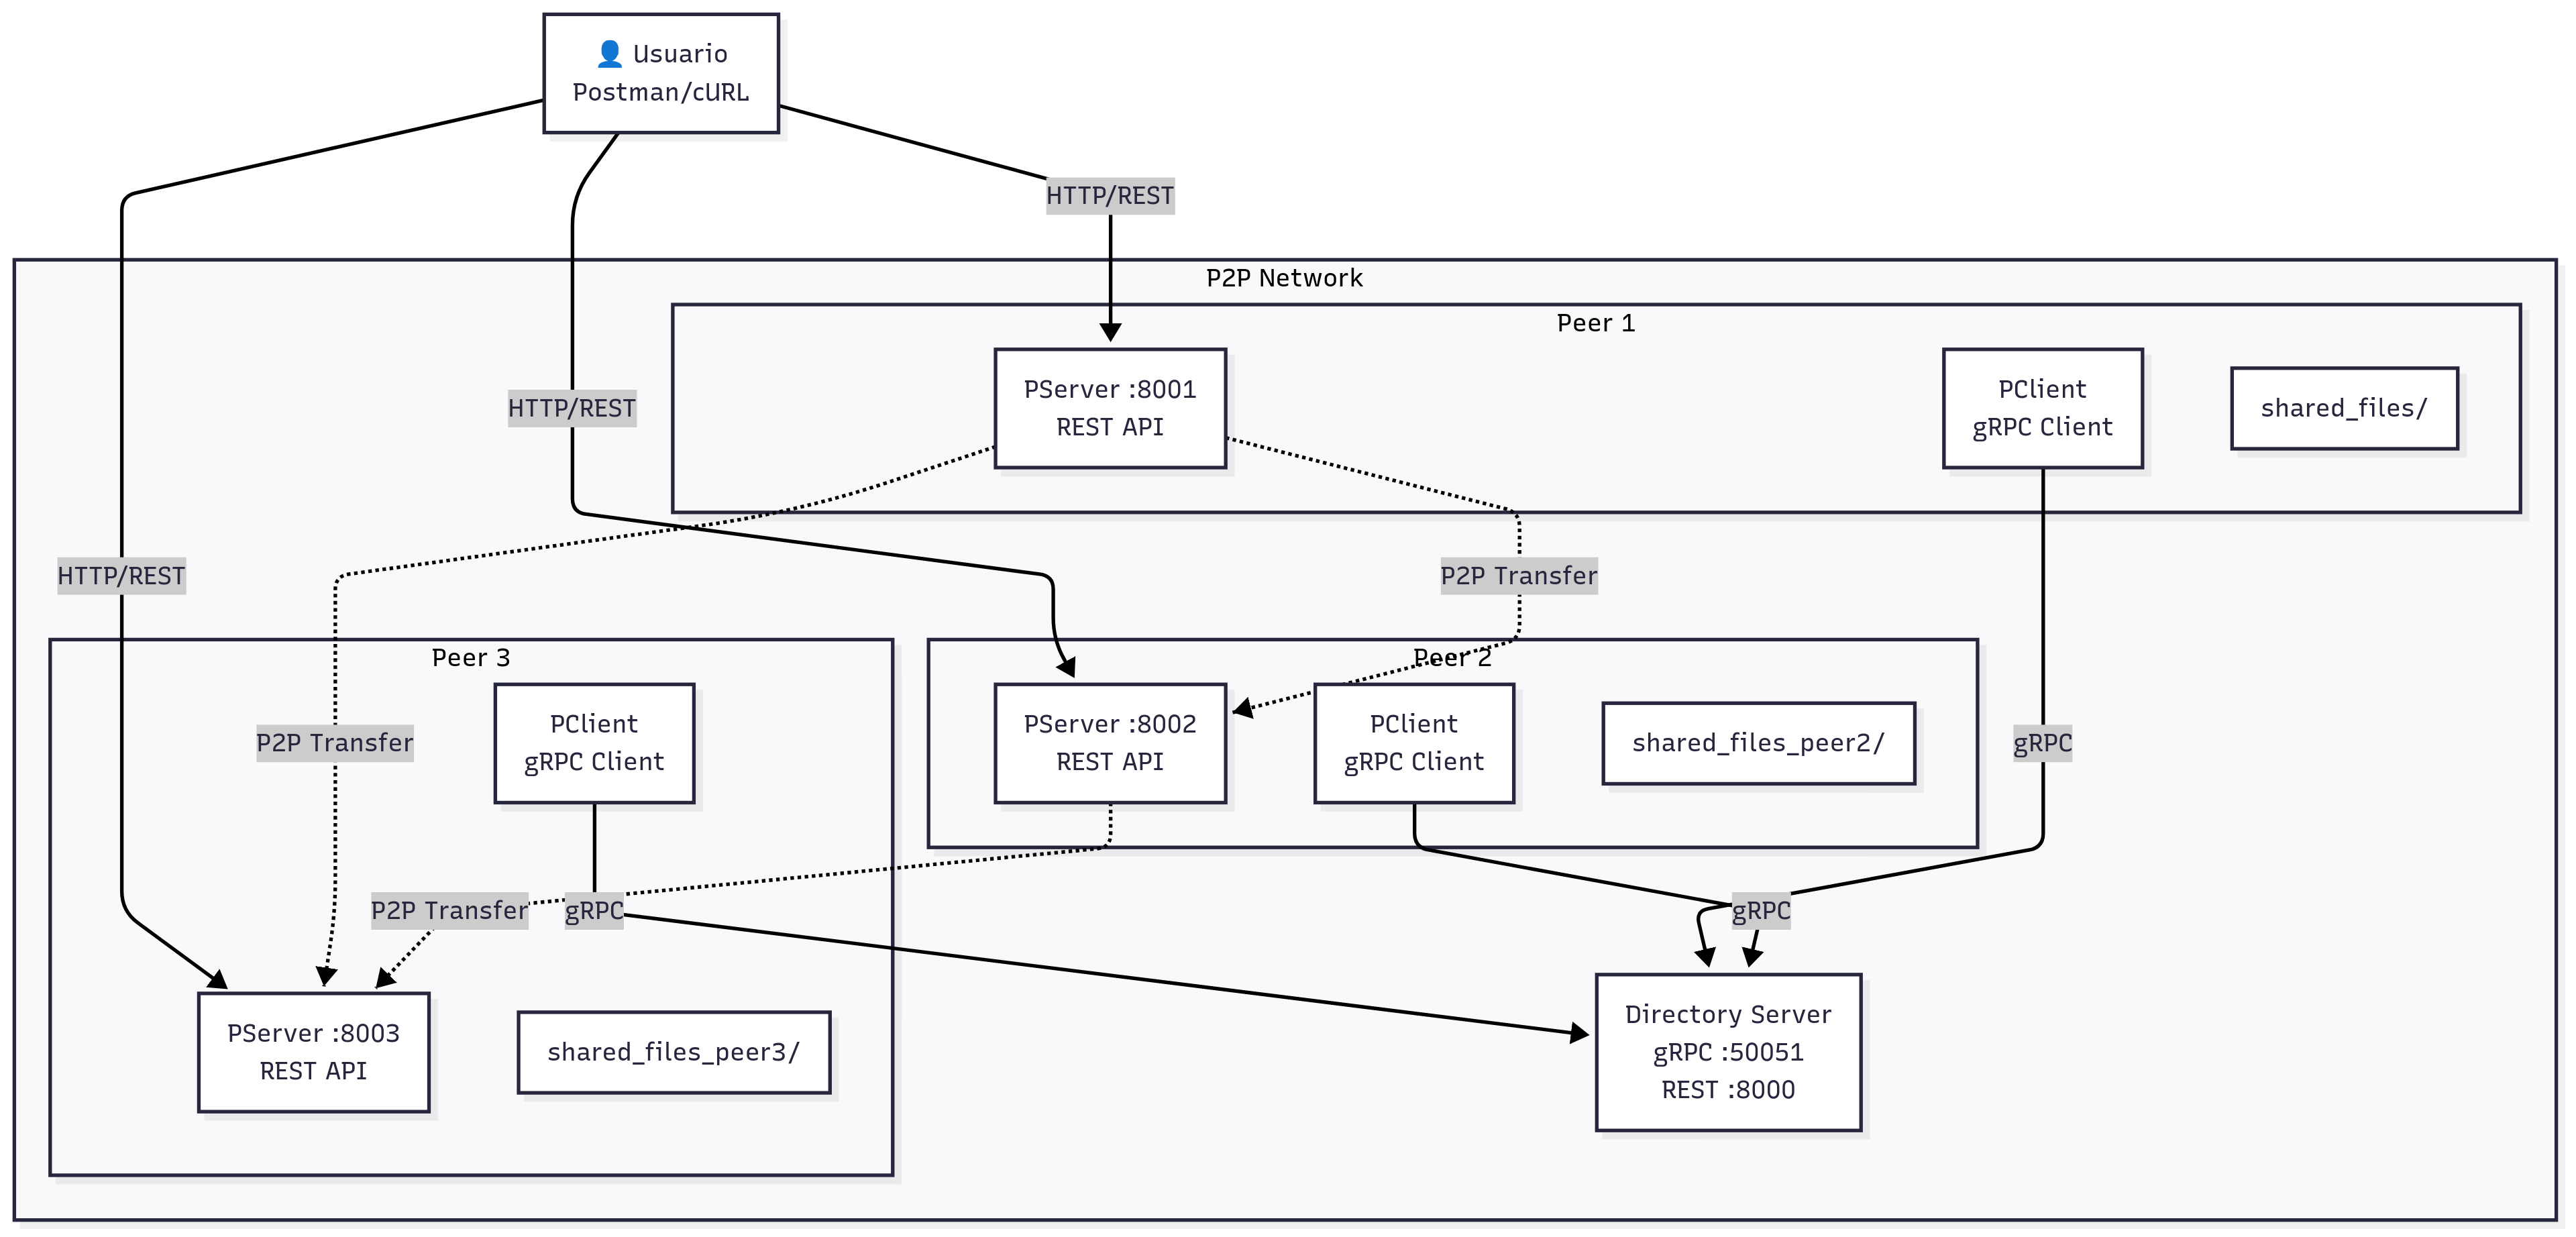 👤 Usuario
Postman/cURL
HTTP/REST
P2P Network
Peer 1
PServer :8001
REST API
PClient
gRPC Client
shared_files/
HTTP/REST
HTTP/REST
P2P Transfer
Peer 3
Peer 2
PClient
gRPC Client
PServer :8002
REST API
PClient
gRPC Client
shared_files_peer2/
P2P Transfer
gRPC
P2P Transfer
gRPC
gRPC
PServer :8003
REST API
shared_files_peer3/
Directory Server
gRPC :50051
REST :8000